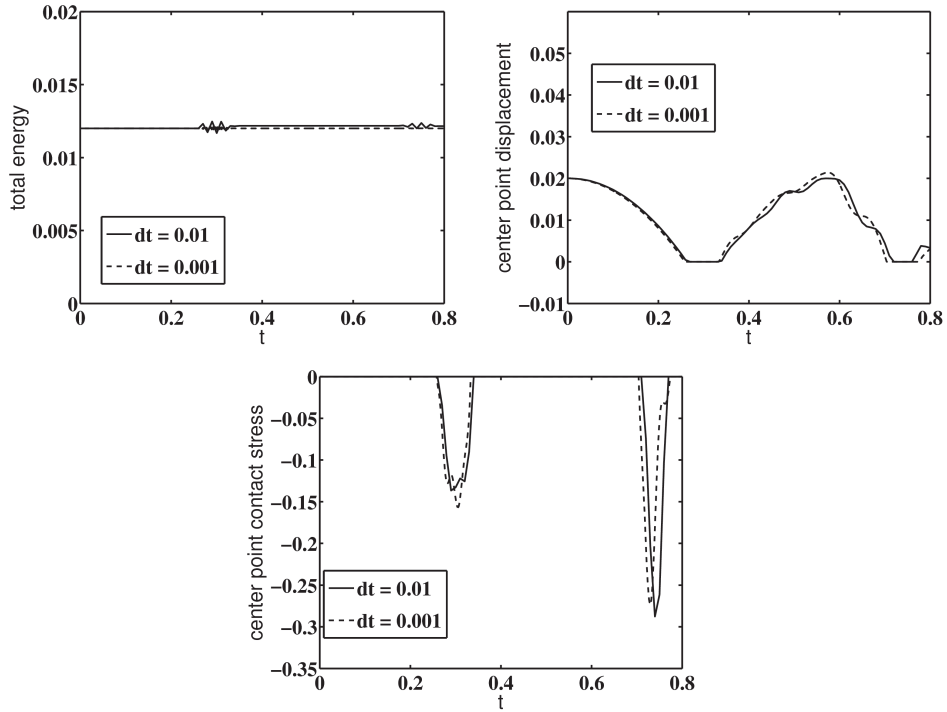 total energy
0.02
0.015
0.01
0.005
0
dt = 0.01
dt = 0.001
0 0.2 0.4 0.6 0.8
t
center point displacement
0.06
0.05
0.04
0.03
0.02
0.01
0
−0.01
dt = 0.01
dt = 0.001
0 0.2 0.4 0.6 0.8
t
center point contact stress
0
−0.05
−0.1
−0.15
−0.2
−0.25
−0.3
−0.35
dt = 0.01
dt = 0.001
0 0.2 0.4 0.6 0.8
t